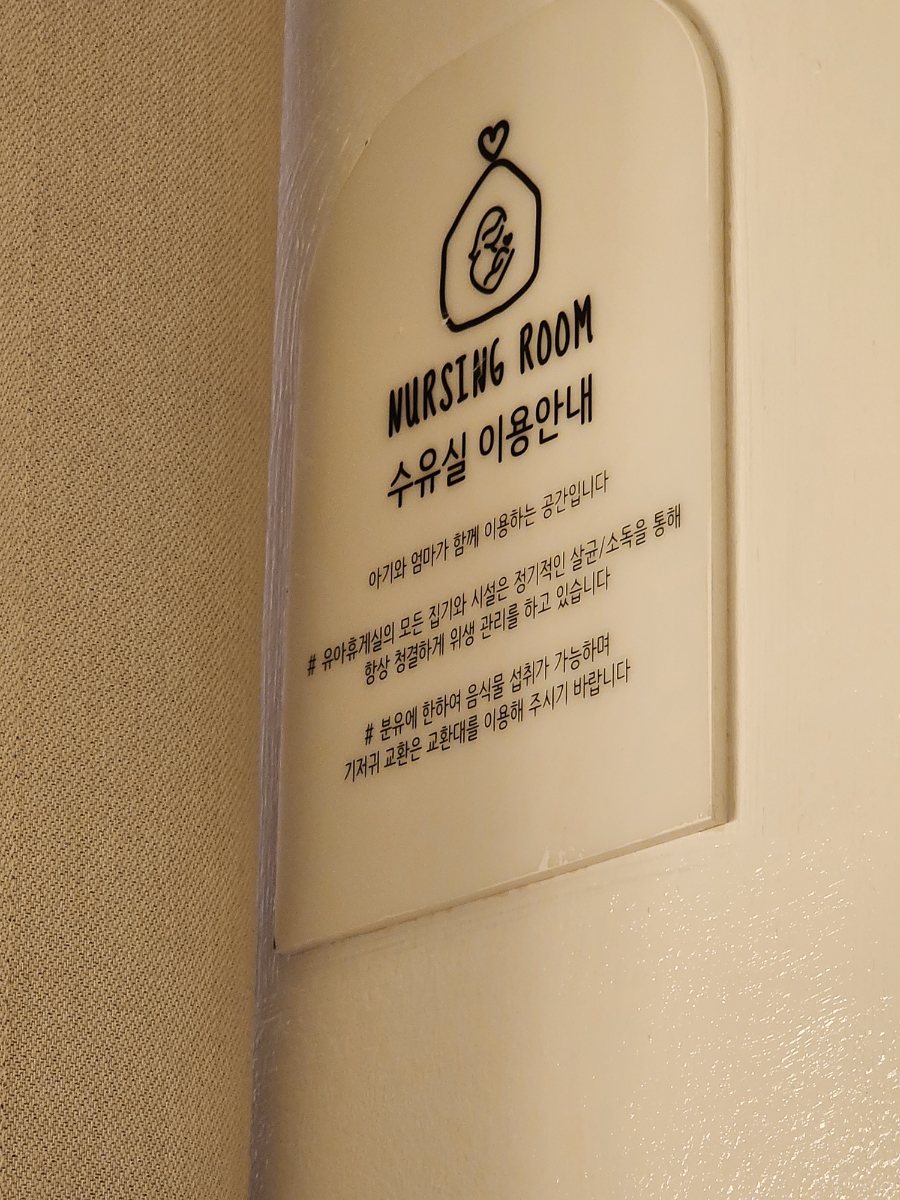 NURSING ROOM
수유실 이용안내
아기와 엄마가 함께 이용하는 공간입니다
# 유아휴게실의 모든 집기와 시설은 정기적인 살균/소독을 통해
항상 청결하게 위생 관리를 하고 있습니다
# 분유에 한하여 음식물 섭취가 가능하며
기저귀 교환은 교환대를 이용해 주시기 바랍니다